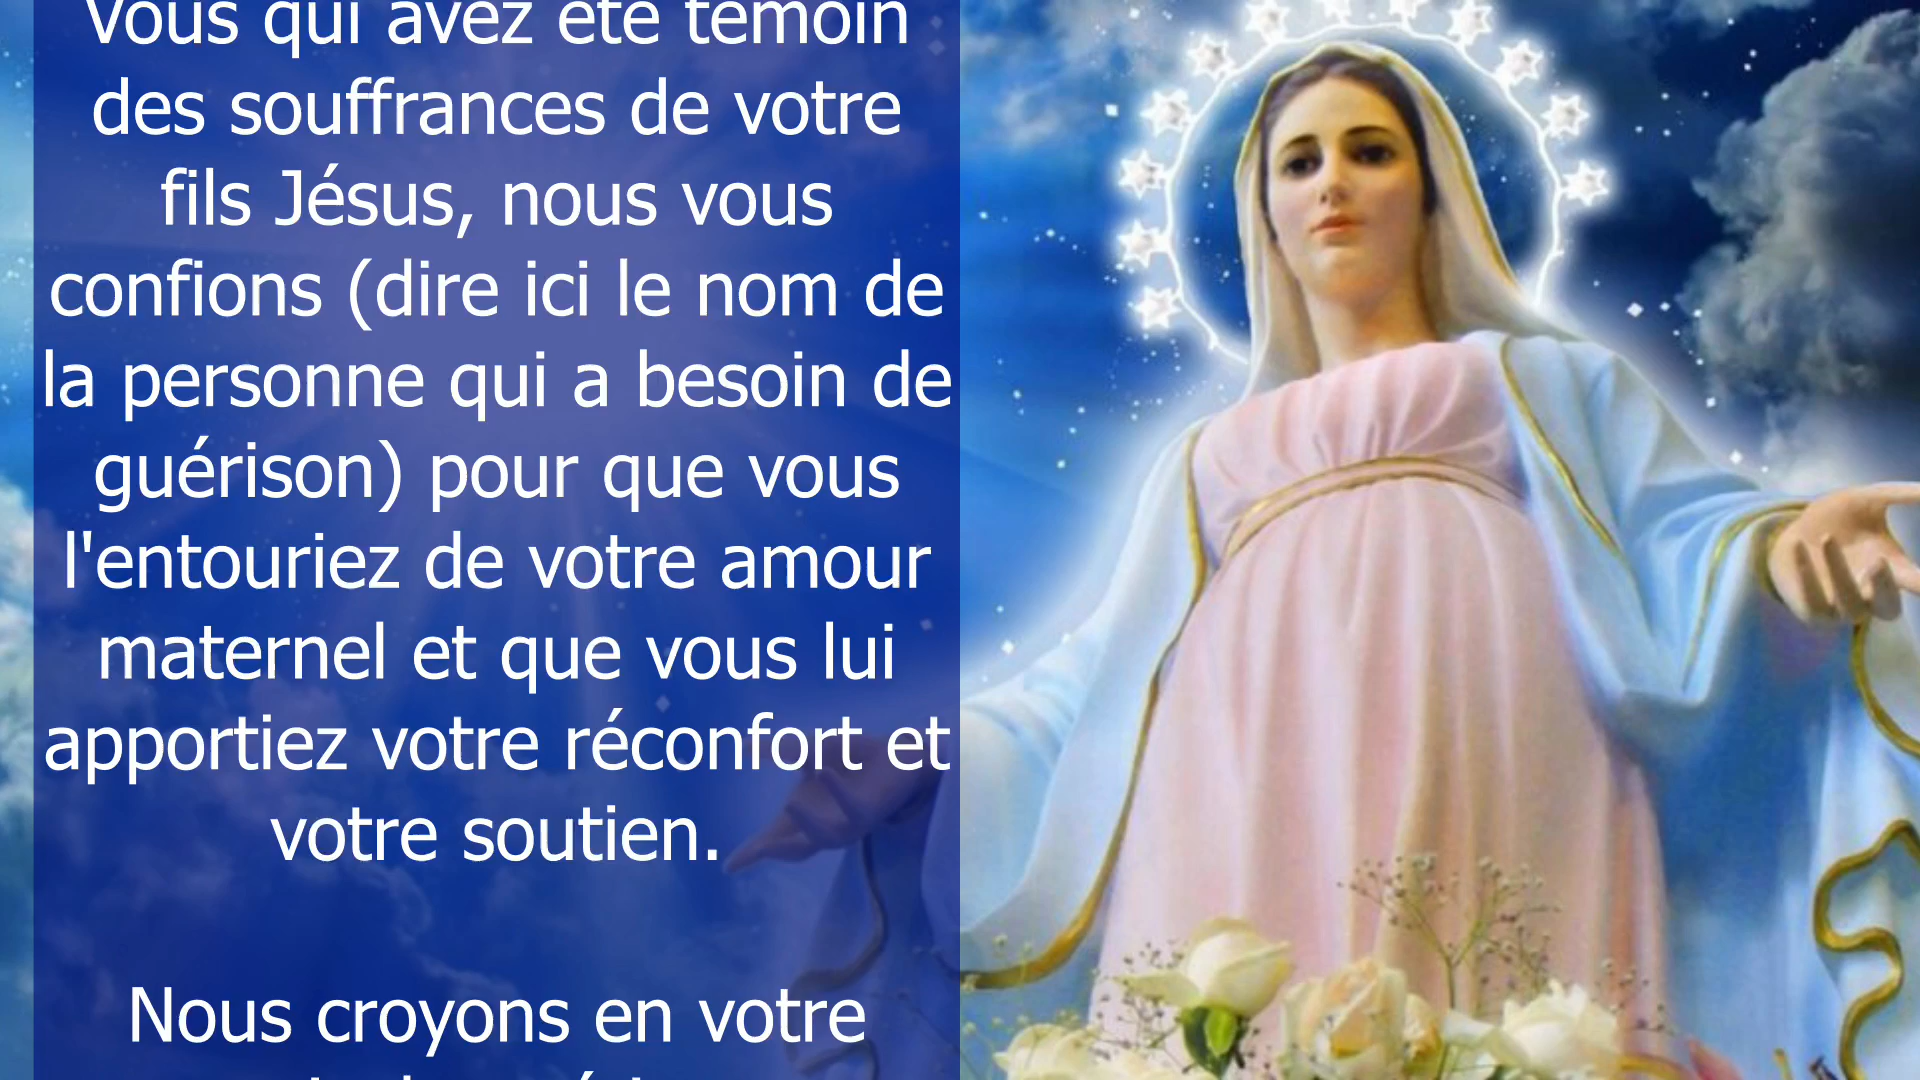 Vous qui avez été témoin
des souffrances de votre
fils Jésus, nous vous
confions (dire ici le nom de
la personne qui a besoin de
guérison) pour que vous
l'entouriez de votre amour
maternel et que vous lui
apportiez votre réconfort et
votre soutien.
Nous croyons en votre